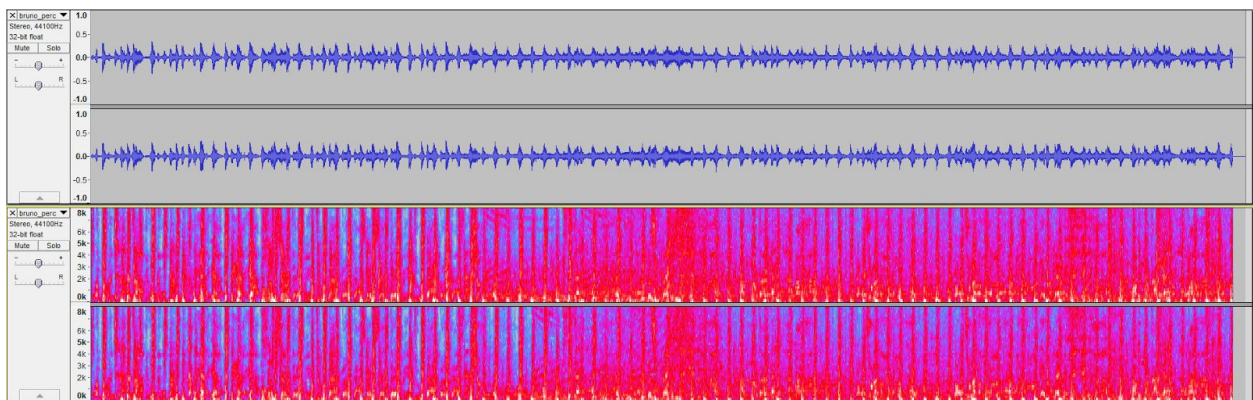 × bruno_perc ▼
Stereo, 44100Hz
32-bit float
Mute Solo
- +
L R
1.0
0.5-
0.0-
-0.5-
-1.0
1.0
0.5-
0.0-
-0.5-
-1.0
× bruno_perc ▼
Stereo, 44100Hz
32-bit float
Mute Solo
- +
L R
8k
6k-
5k-
4k-
3k-
2k-
0k
8k
6k-
5k-
4k-
3k-
2k-
0k